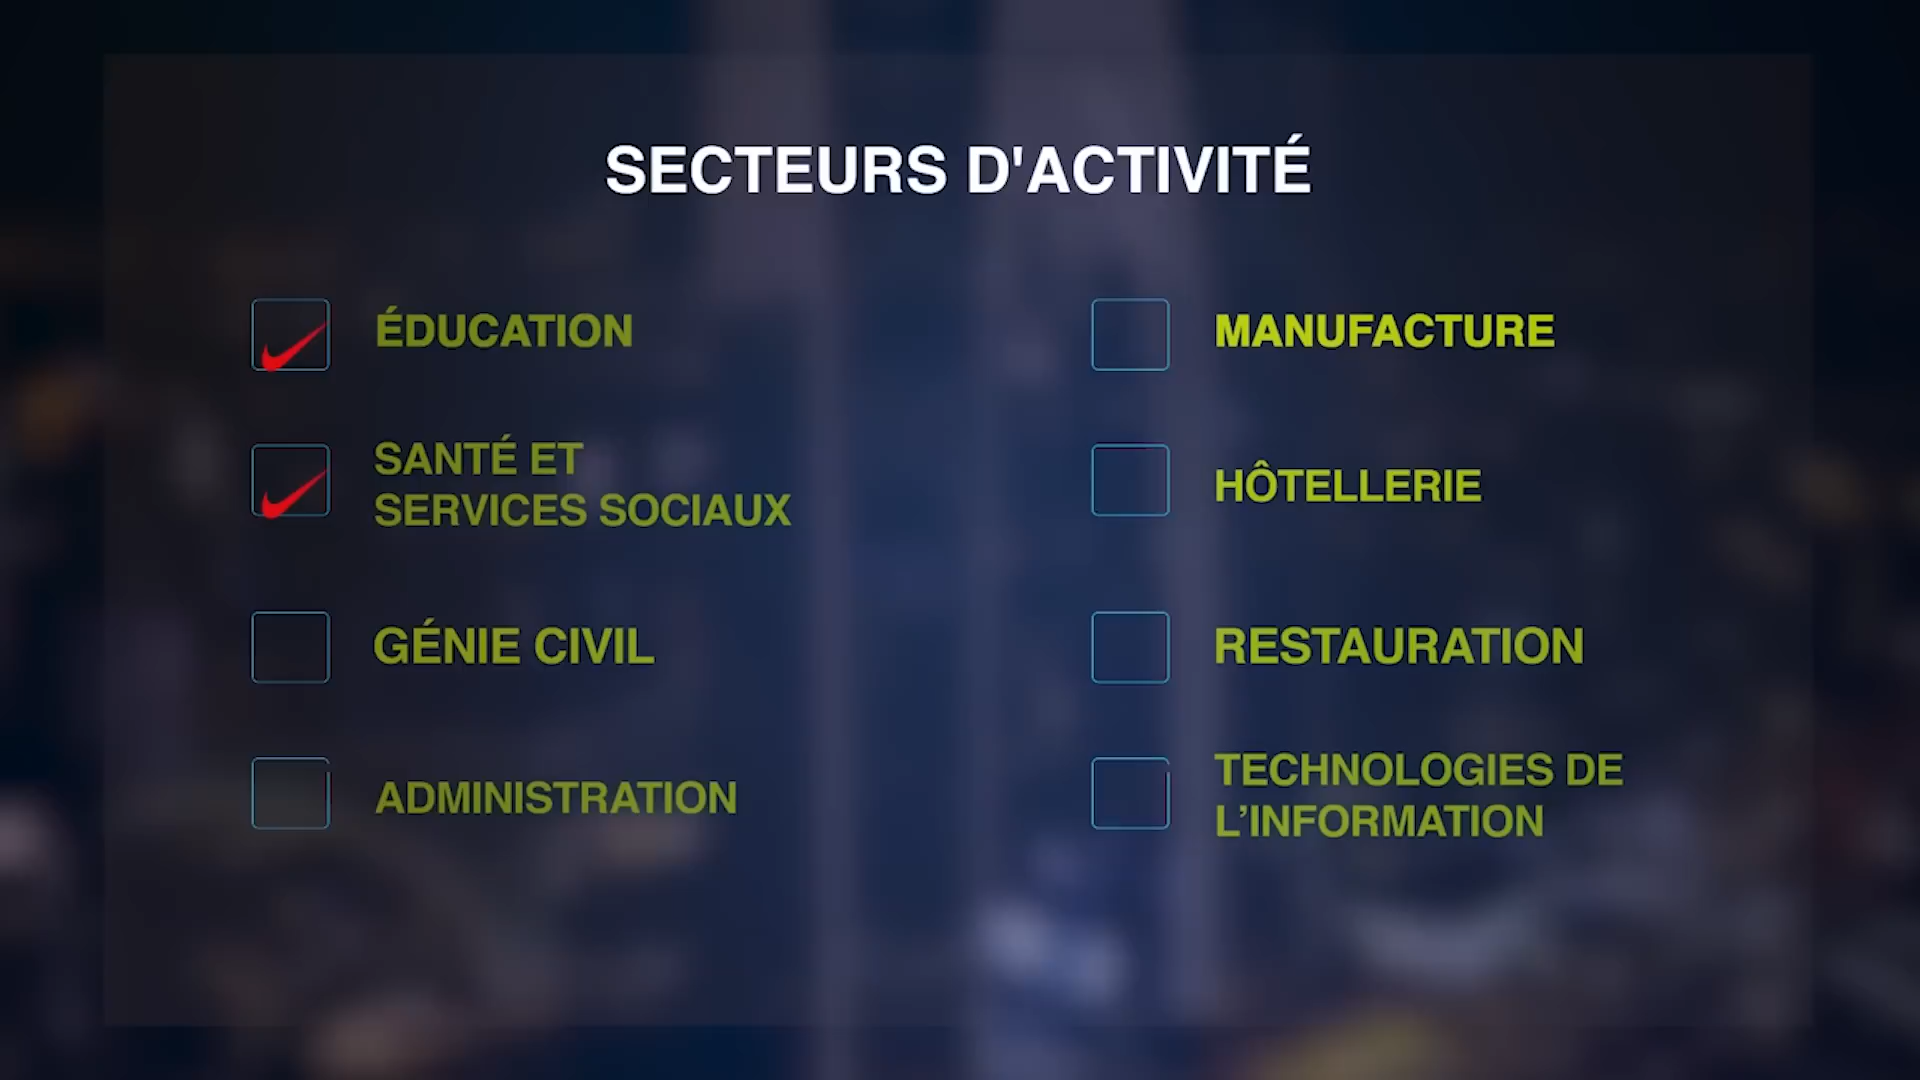 SECTEURS D'ACTIVITÉ
ÉDUCATION
SANTÉ ET
SERVICES SOCIAUX
GÉNIE CIVIL
ADMINISTRATION
MANUFACTURE
HÔTELLERIE
RESTAURATION
TECHNOLOGIES DE
L’INFORMATION